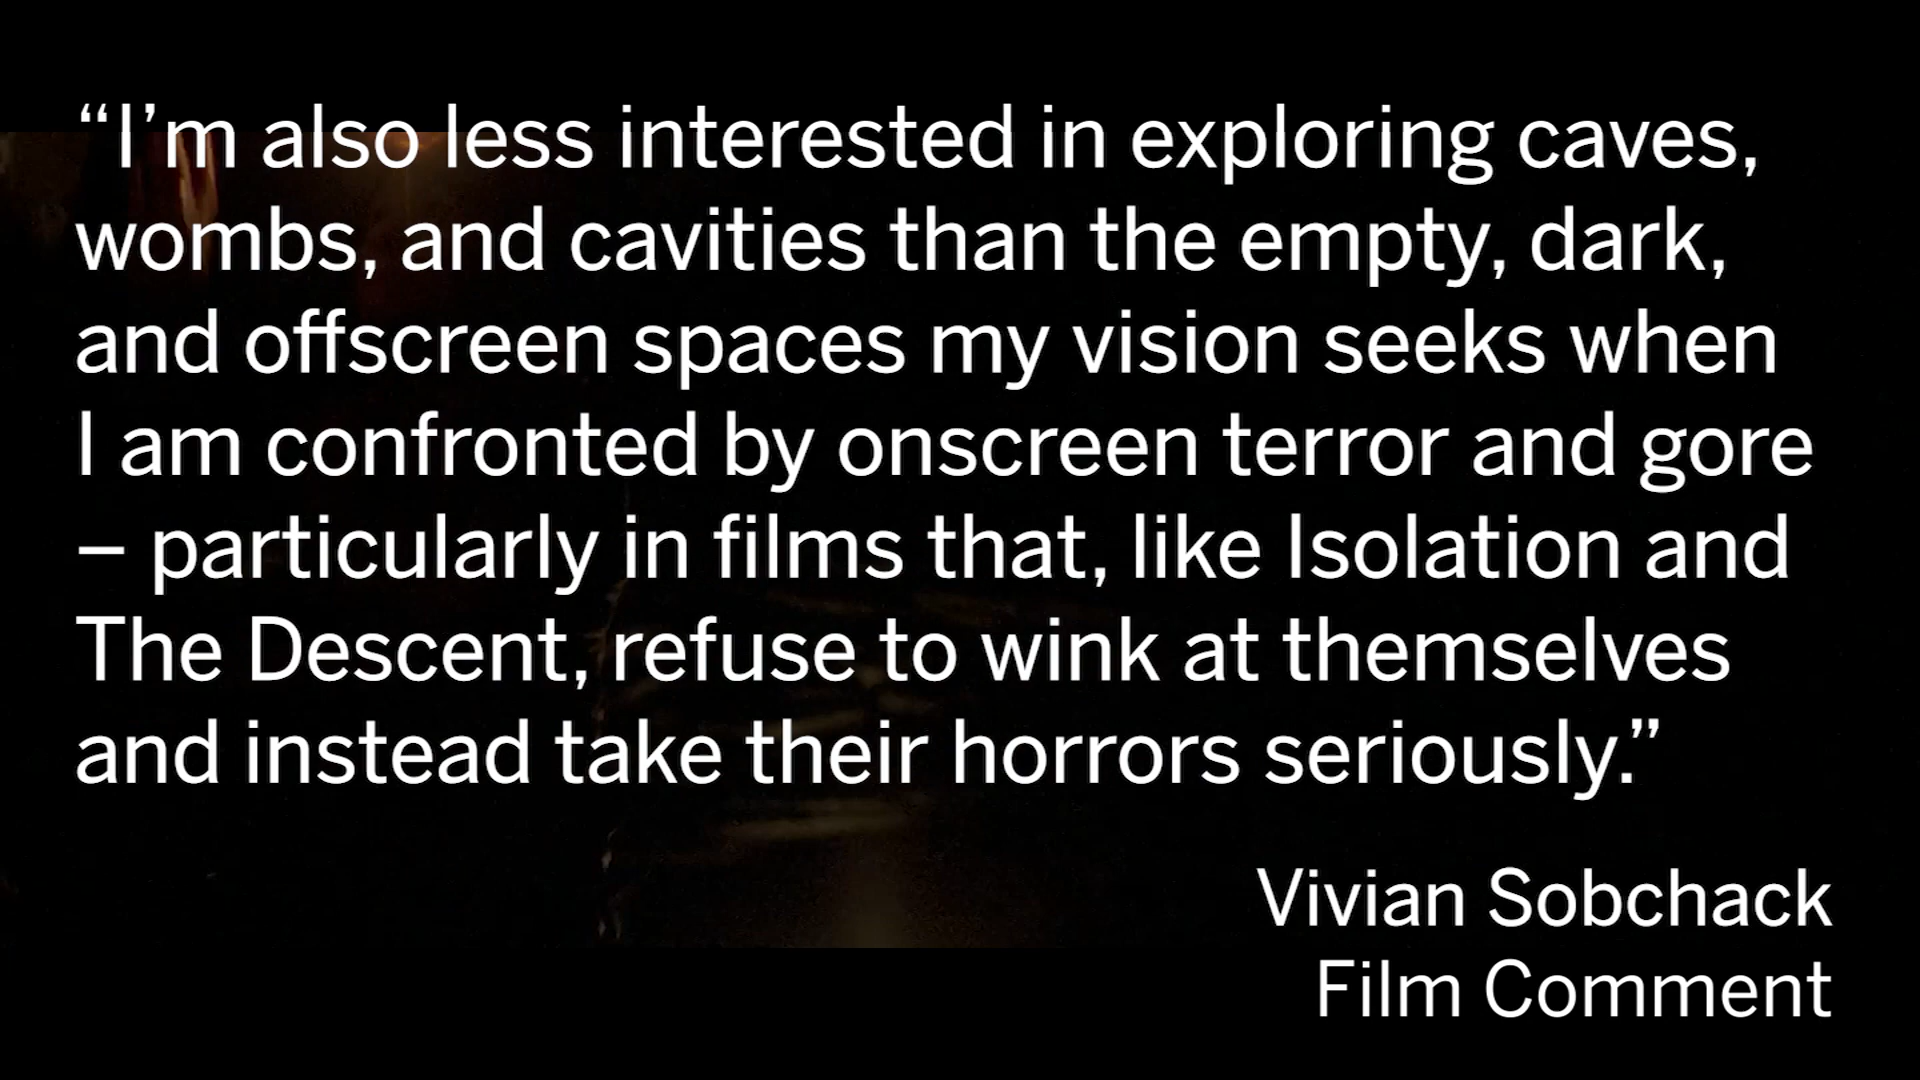 “I’m also less interested in exploring caves,
wombs, and cavities than the empty, dark,
and offscreen spaces my vision seeks when
I am confronted by onscreen terror and gore
– particularly in films that, like Isolation and
The Descent, refuse to wink at themselves
and instead take their horrors seriously.”
Vivian Sobchack
Film Comment